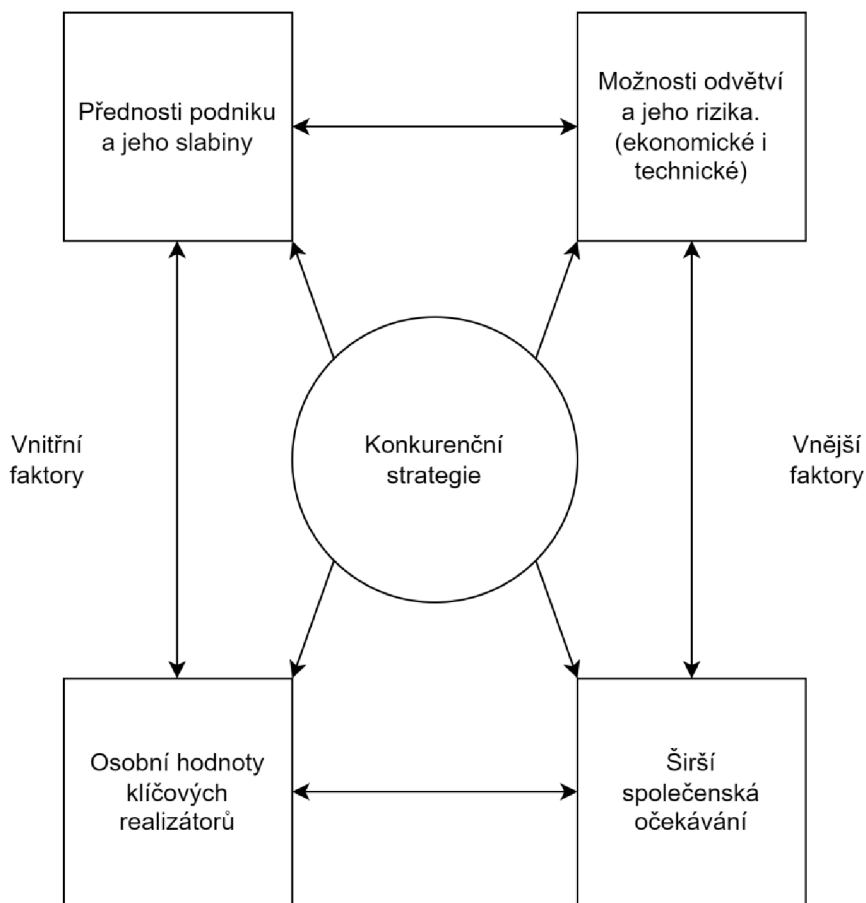 Přednosti podniku
a jeho slabiny
Možnosti odvětví
a jeho rizika.
(ekonomické i
technické)
Vnitřní
faktory
Konkurenční
strategie
Vnější
faktory
Osobní hodnoty
klíčových
realizátorů
Širší
společenská
očekávání